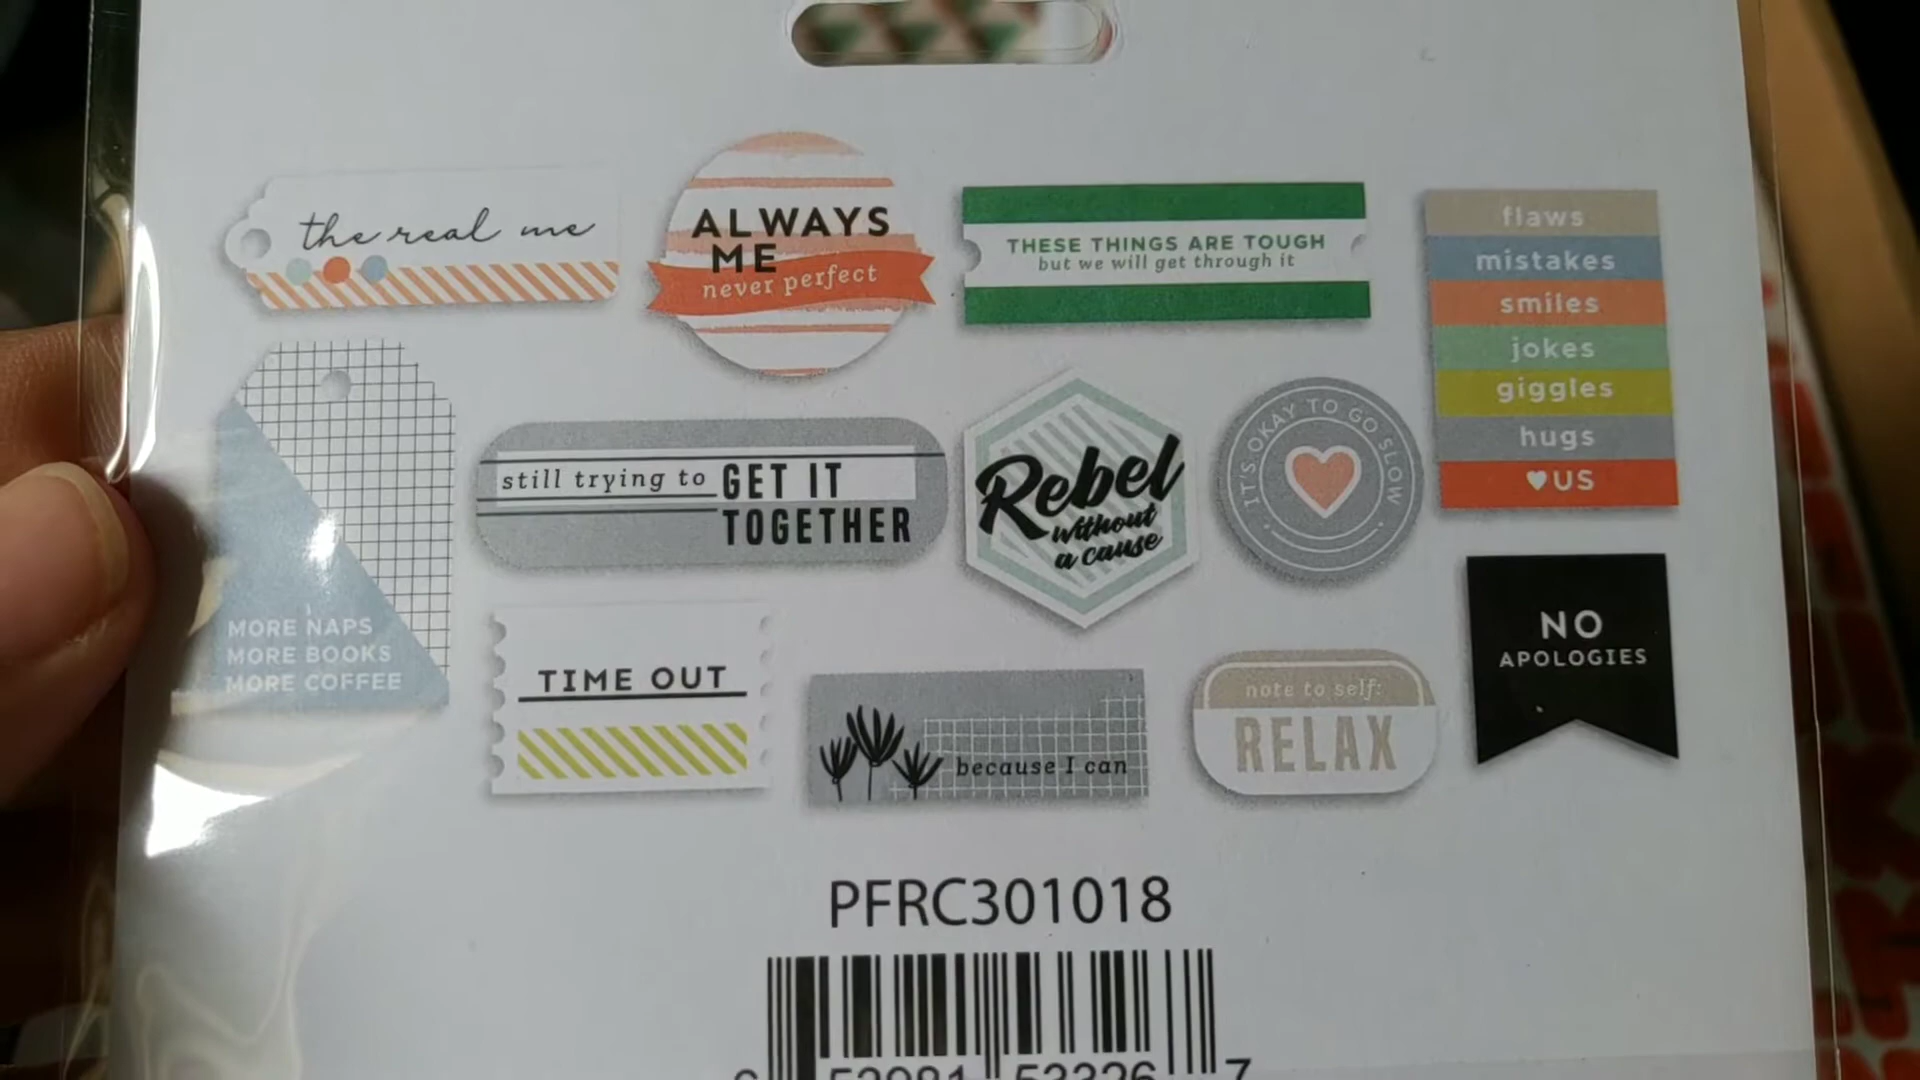 the real me
ALWAYS
ME
never perfect
THESE THINGS ARE TOUGH
but we will get through it
flaws
mistakes
smiles
jokes
giggles
hugs
♥US
MORE NAPS
MORE BOOKS
MORE COFFEE
still trying to GET IT
TOGETHER
Rebel
without
a cause
IT'S OKAY TO GO SLOW
TIME OUT
because I can
note to self:
RELAX
NO
APOLOGIES
PFRC301018